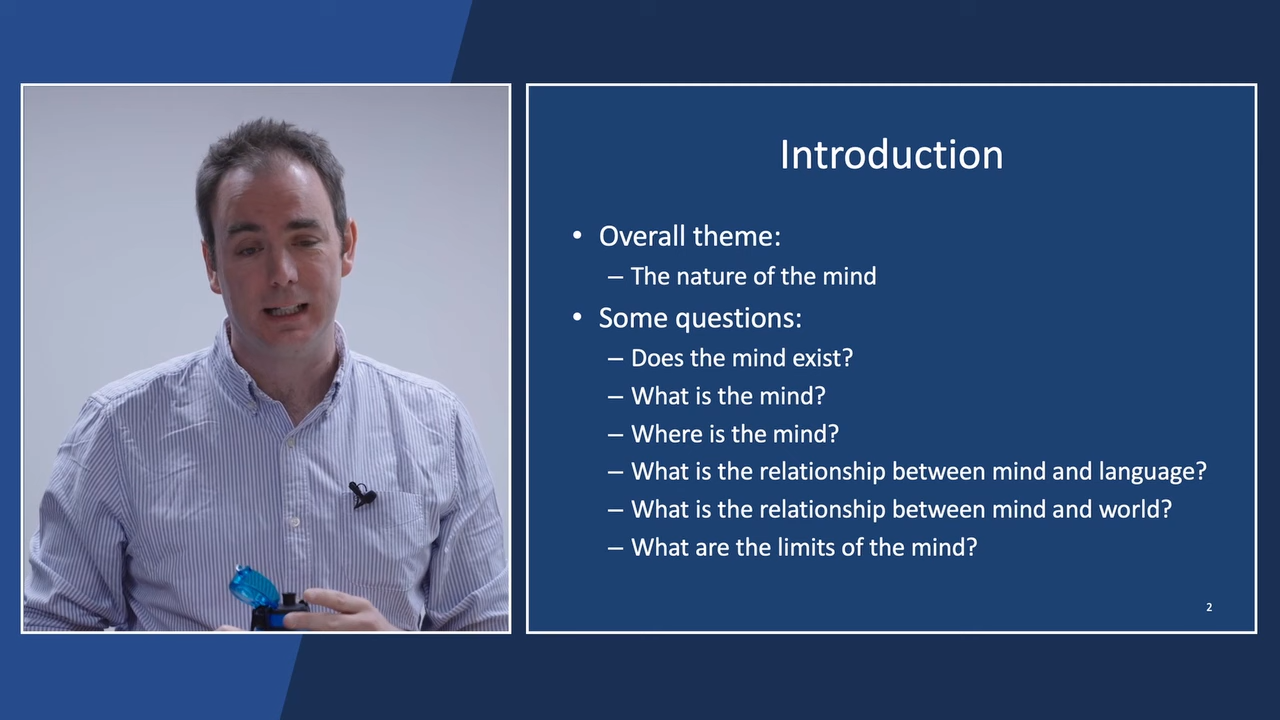 Introduction
• Overall theme:
– The nature of the mind
• Some questions:
– Does the mind exist?
– What is the mind?
– Where is the mind?
– What is the relationship between mind and language?
– What is the relationship between mind and world?
– What are the limits of the mind?
2